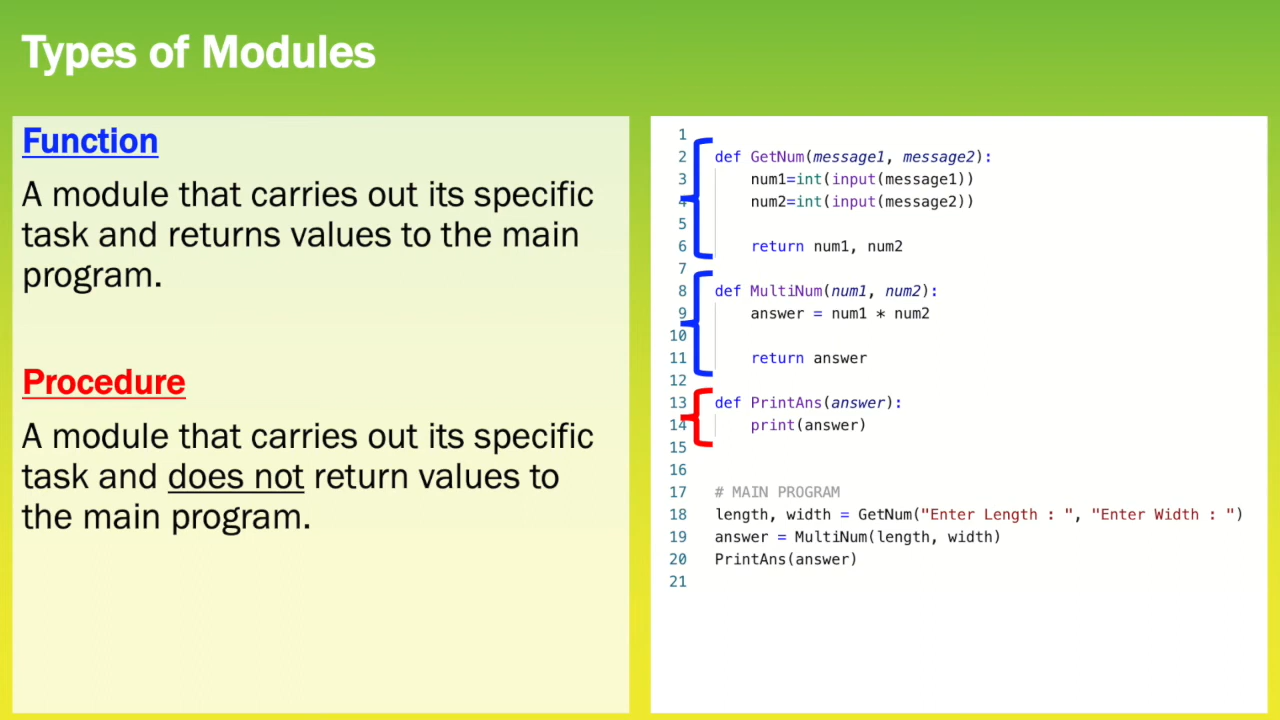 Types of Modules
Function
A module that carries out its specific
task and returns values to the main
program.
Procedure
A module that carries out its specific
task and does not return values to
the main program.
1
2 def GetNum(message1, message2):
3 num1=int(input(message1))
4 num2=int(input(message2))
5
6 return num1, num2
7
8 def MultiNum(num1, num2):
9 answer = num1 * num2
10
11 return answer
12
13 def PrintAns(answer):
14 print(answer)
15
16
17 # MAIN PROGRAM
18 length, width = GetNum("Enter Length : ", "Enter Width : ")
19 answer = MultiNum(length, width)
20 PrintAns(answer)
21